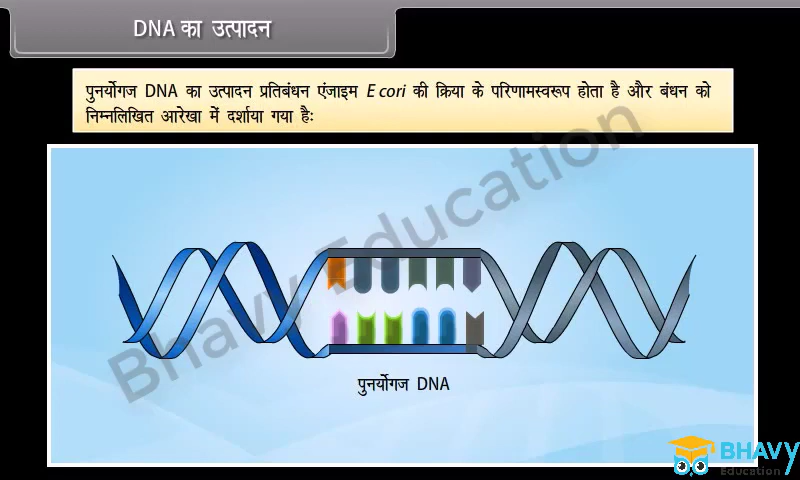 DNA का उत्पादन
पुनर्योगज DNA का उत्पादन प्रतिबंधन एंजाइम E cori की क्रिया के परिणामस्वरूप होता है और बंधन को
निम्नलिखित आरेखा में दर्शाया गया है:
Bhavy Education
पुनर्योगज DNA
BHAVY
Education